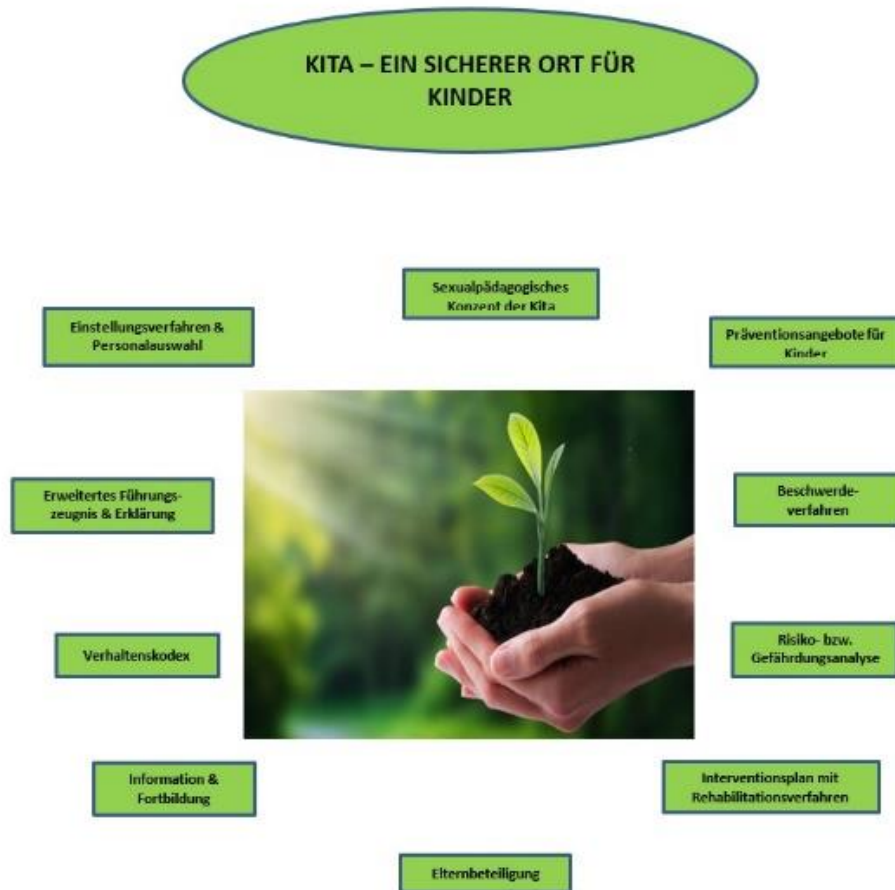 KITA – EIN SICHERER ORT FÜR
KINDER
Sexualpädagogisches
Konzept der Kita
Einstellungsverfahren &
Personalauswahl
Präventionsangebote für
Kinder
Erweitertes Führungs-
zeugnis & Erklärung
Beschwerde-
verfahren
Verhaltenskodex
Risiko- bzw.
Gefährdungsanalyse
Information &
Fortbildung
Interventionsplan mit
Rehabilitationsverfahren
Elternbeteiligung